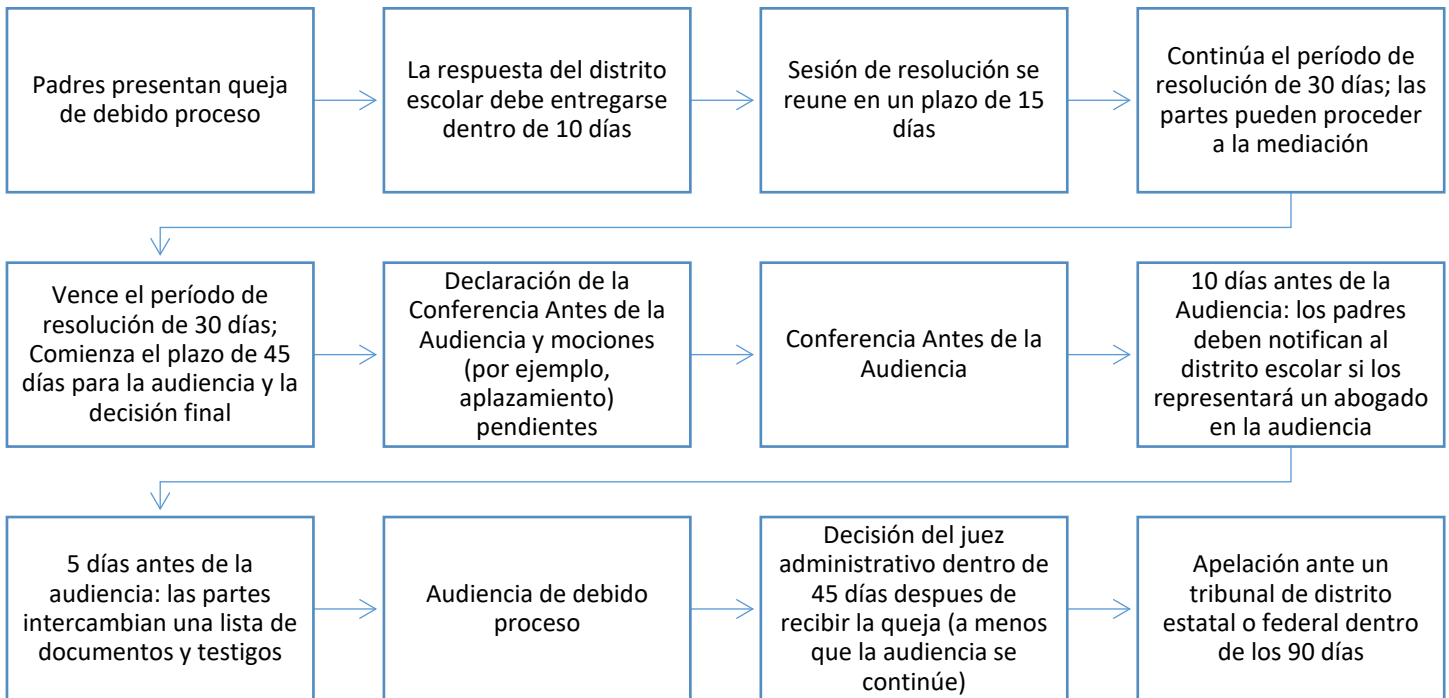 Padres presentan queja
de debido proceso
La respuesta del distrito
escolar debe entregarse
dentro de 10 días
Sesión de resolución se
reune en un plazo de 15
días
Continúa el período de
resolución de 30 días; las
partes pueden proceder
a la mediación
Vence el período de
resolución de 30 días;
Comienza el plazo de 45
días para la audiencia y la
decisión final
Declaración de la
Conferencia Antes de la
Audiencia y mociones
(por ejemplo,
aplazamiento)
pendientes
Conferencia Antes de la
Audiencia
10 días antes de la
Audiencia: los padres
deben notifican al
distrito escolar si los
representará un abogado
en la audiencia
5 días antes de la
audiencia: las partes
intercambian una lista de
documentos y testigos
Audiencia de debido
proceso
Decisión del juez
administrativo dentro de
45 días despues de
recibir la queja (a menos
que la audiencia se
continúe)
Apelación ante un
tribunal de distrito
estatal o federal dentro
de los 90 días